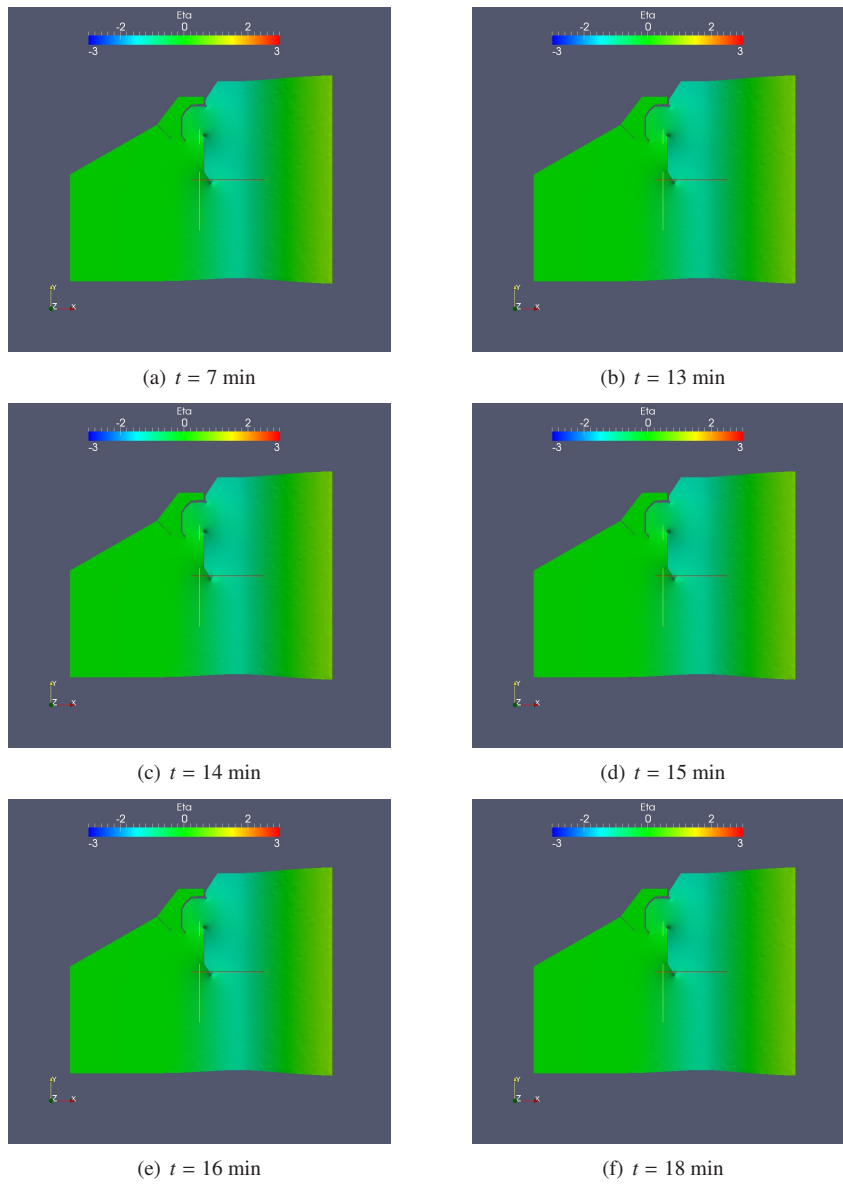 Eta Eta
-2 0 2 -2 0 2
-3 3 -3 3
Y Y
Z X Z X
(a) t = 7 min (b) t = 13 min
Eta Eta
-2 0 2 -2 0 2
-3 3 -3 3
Y Y
Z X Z X
(c) t = 14 min (d) t = 15 min
Eta Eta
-2 0 2 -2 0 2
-3 3 -3 3
Y Y
Z X Z X
(e) t = 16 min (f) t = 18 min